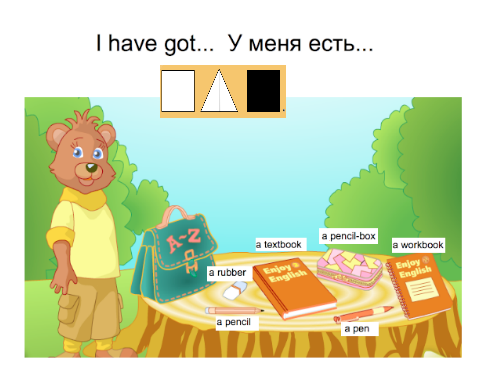 I have got... У меня есть...
a pencil-box
a textbook
a workbook
A-Z
a rubber
Enjoy
English
Enjoy
English
a pencil
a pen